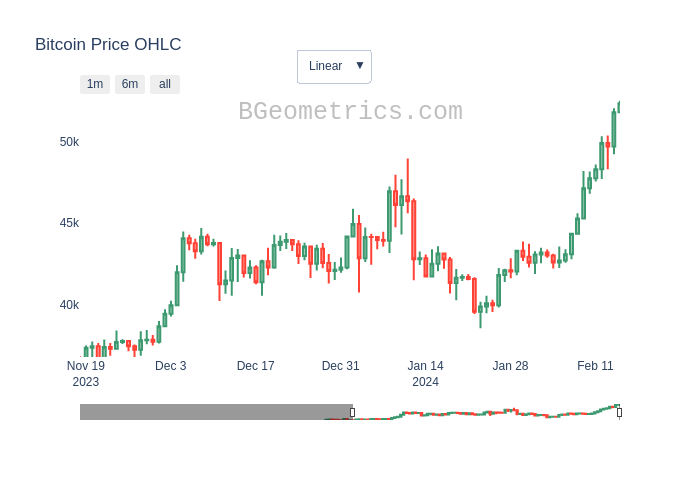 Bitcoin Price OHLC
Linear ▼
1m 6m all
BGeometrics.com
50k
45k
40k
Nov 19 Dec 3 Dec 17 Dec 31 Jan 14 Jan 28 Feb 11
2023 2024